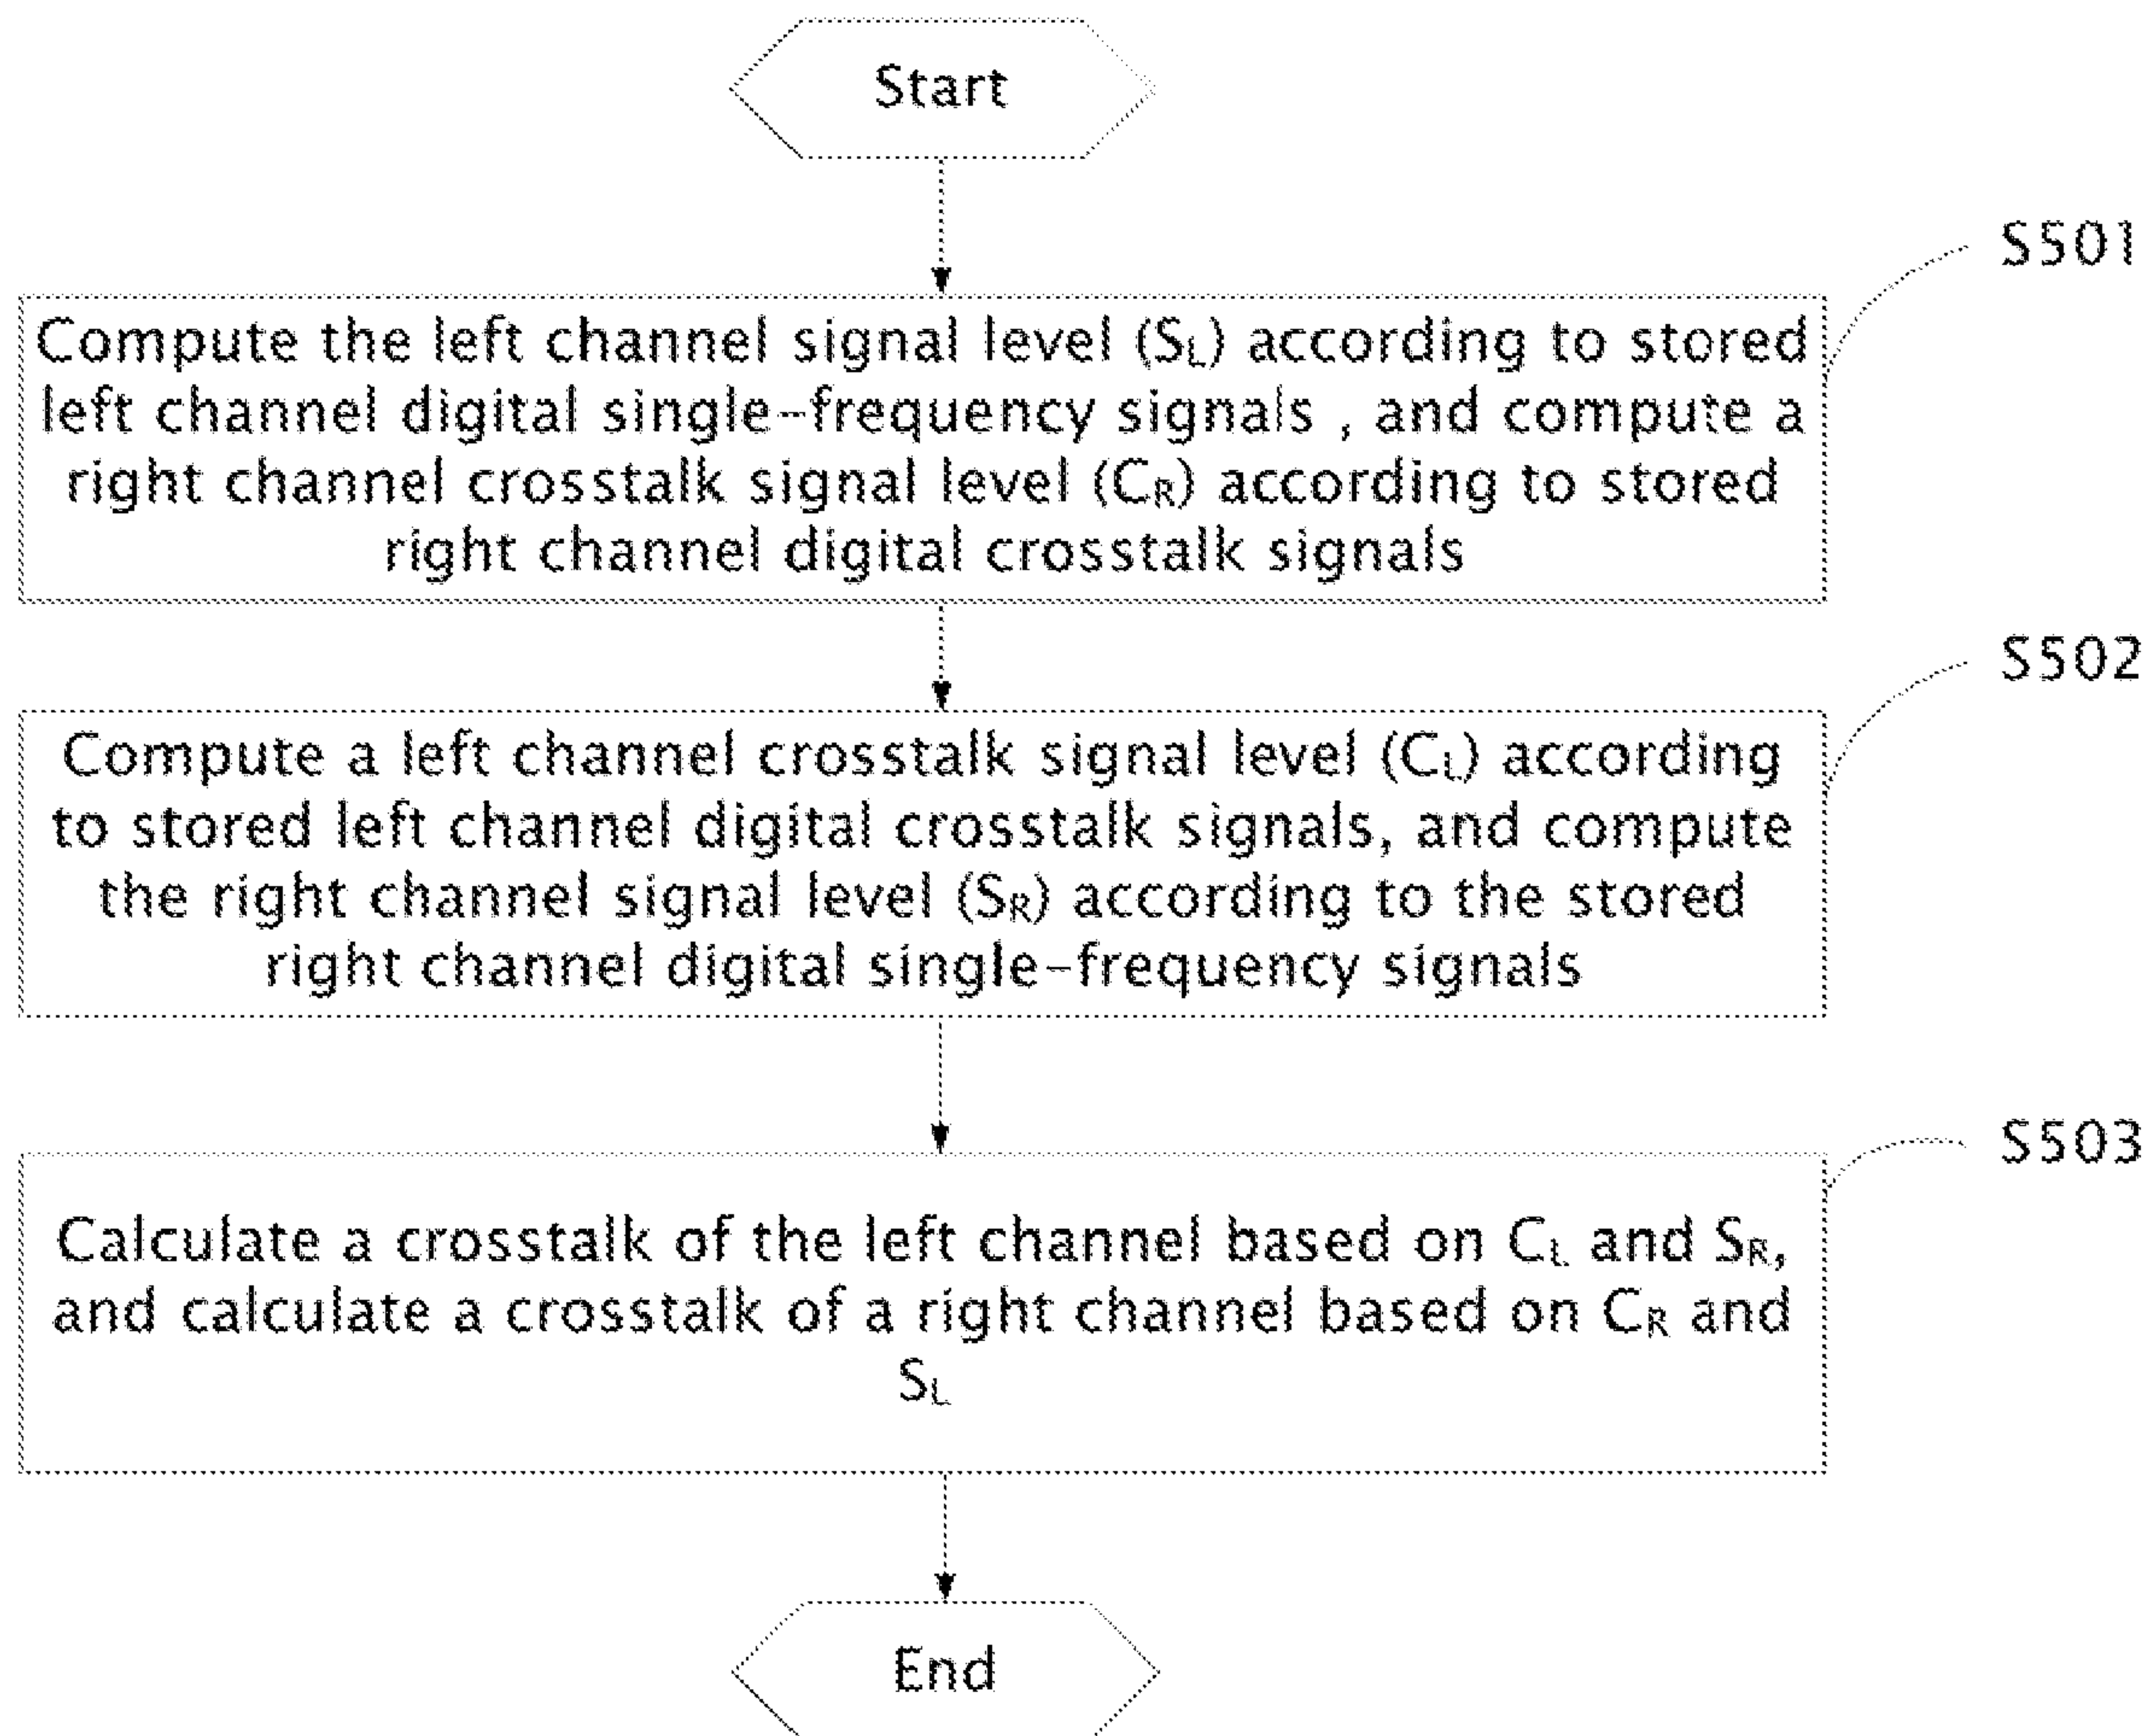 Start
S501
Compute the left channel signal level (SL) according to stored
left channel digital single-frequency signals , and compute a
right channel crosstalk signal level (CR) according to stored
right channel digital crosstalk signals
S502
Compute a left channel crosstalk signal level (CL) according
to stored left channel digital crosstalk signals, and compute
the right channel signal level (SR) according to the stored
right channel digital single-frequency signals
S503
Calculate a crosstalk of the left channel based on CL and SR,
and calculate a crosstalk of a right channel based on CR and
SL
End